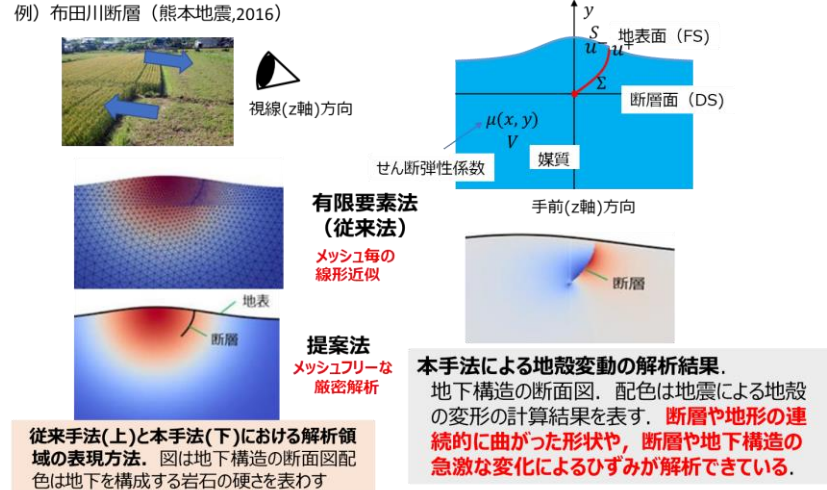 例）布田川断層（熊本地震,2016）
視線(z軸)方向
y
S
地表面（FS）
u⁻
u⁺
Σ
断層面（DS）
μ(x, y)
V
せん断弾性係数
媒質
手前(z軸)方向
有限要素法
（従来法）
メッシュ毎の
線形近似
地表
断層
提案法
メッシュフリーな
厳密解析
従来手法(上)と本手法(下)における解析領
域の表現方法．図は地下構造の断面図配
色は地下を構成する岩石の硬さを表わす
断層
本手法による地殻変動の解析結果．
地下構造の断面図．配色は地震による地殻
の変形の計算結果を表す．断層や地形の連
続的に曲がった形状や，断層や地下構造の
急激な変化によるひずみが解析できている．